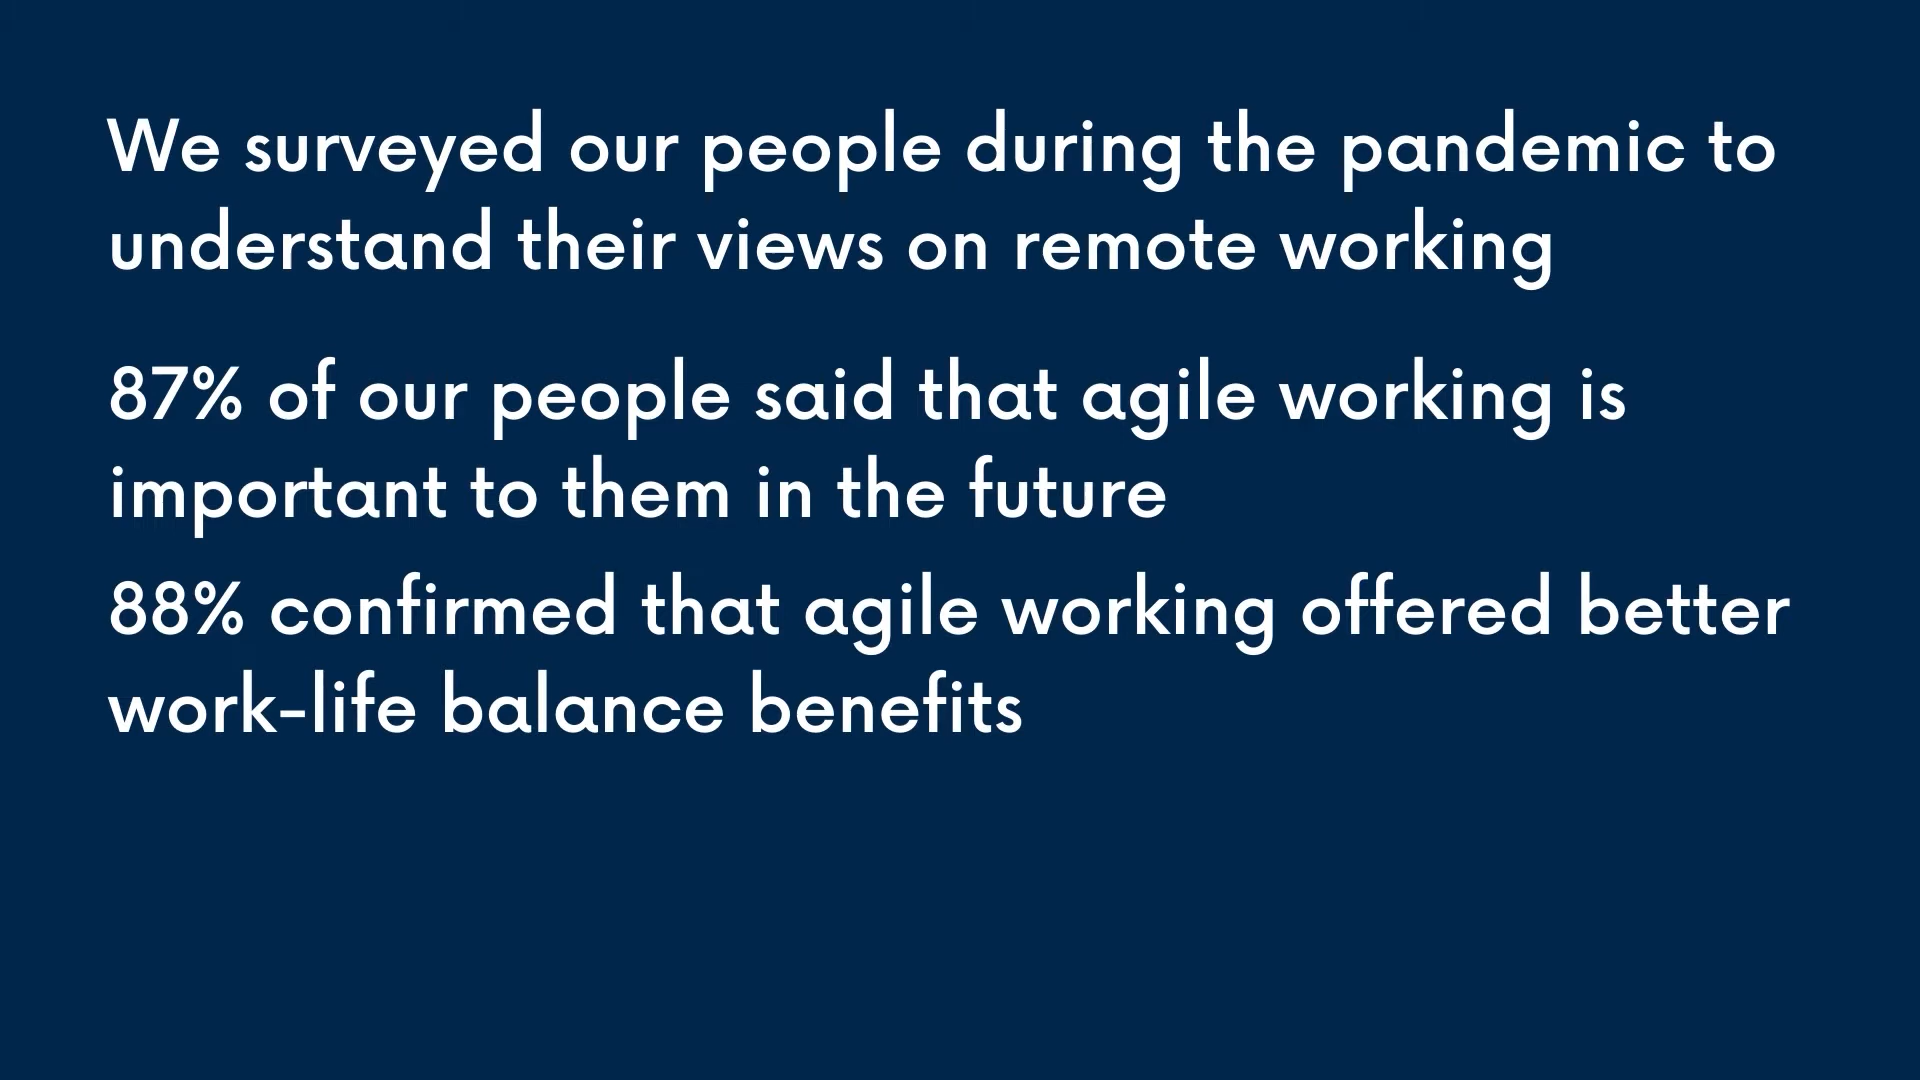 We surveyed our people during the pandemic to
understand their views on remote working
87% of our people said that agile working is
important to them in the future
88% confirmed that agile working offered better
work-life balance benefits